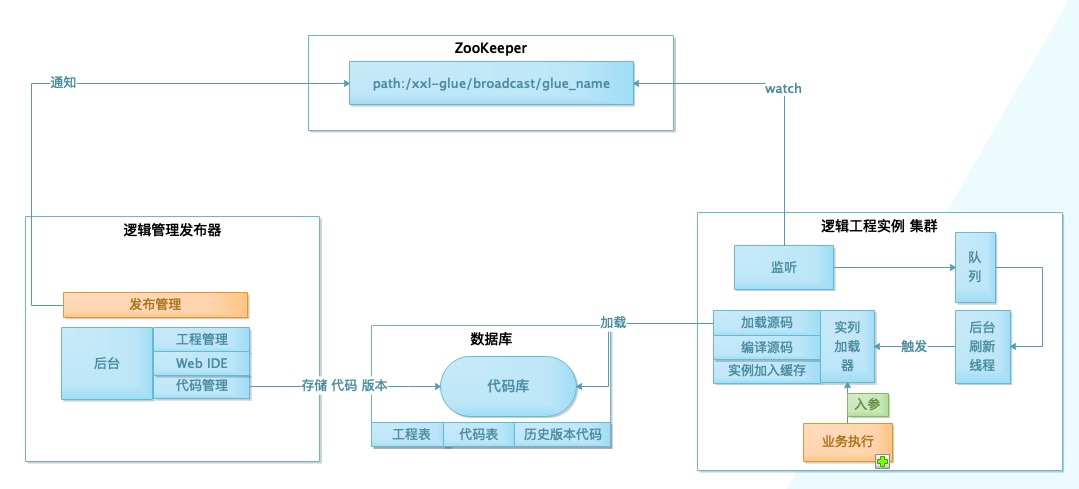 ZooKeeper
通知
path:/xxl-glue/broadcast/glue_name
watch
逻辑管理发布器
发布管理
后台
工程管理
Web IDE
代码管理
存储 代码 版本
数据库
代码库
工程表
代码表
历史版本代码
加载
逻辑工程实例 集群
监听
队
列
加载源码
编译源码
实例加入缓存
实列
加载
器
触发
后台
刷新
线程
入参
业务执行